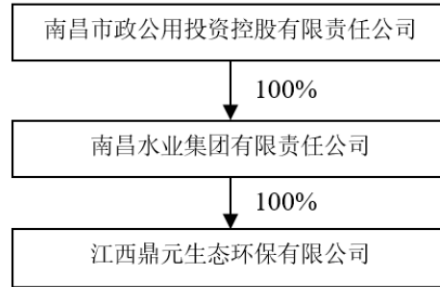 南昌市政公用投资控股有限责任公司
100%
南昌水业集团有限责任公司
100%
江西鼎元生态环保有限公司